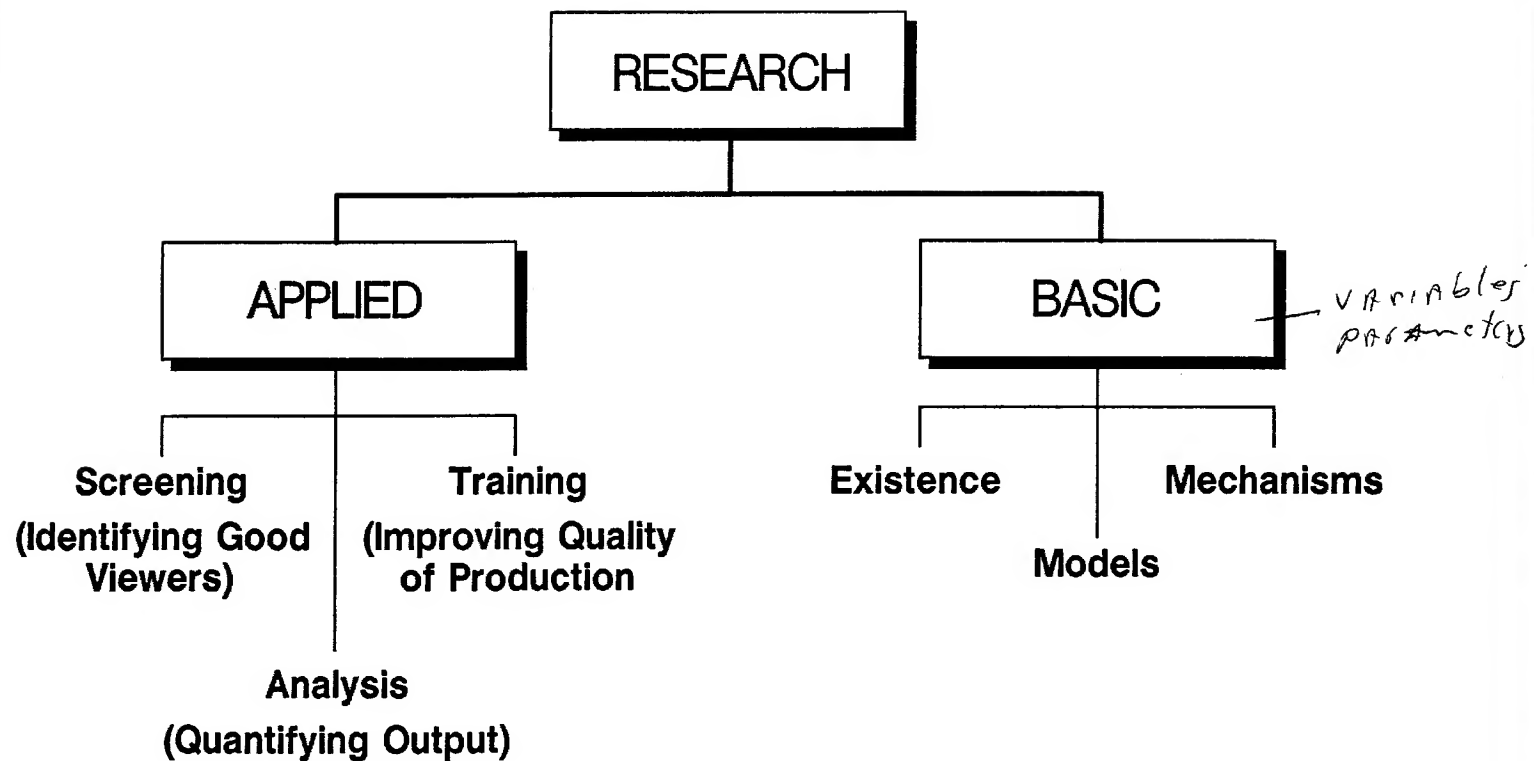 RESEARCH
APPLIED
BASIC
VARIABLES
PARAMETERS
Screening
(Identifying Good
Viewers)
Training
(Improving Quality
of Production
Analysis
(Quantifying Output)
Existence
Mechanisms
Models